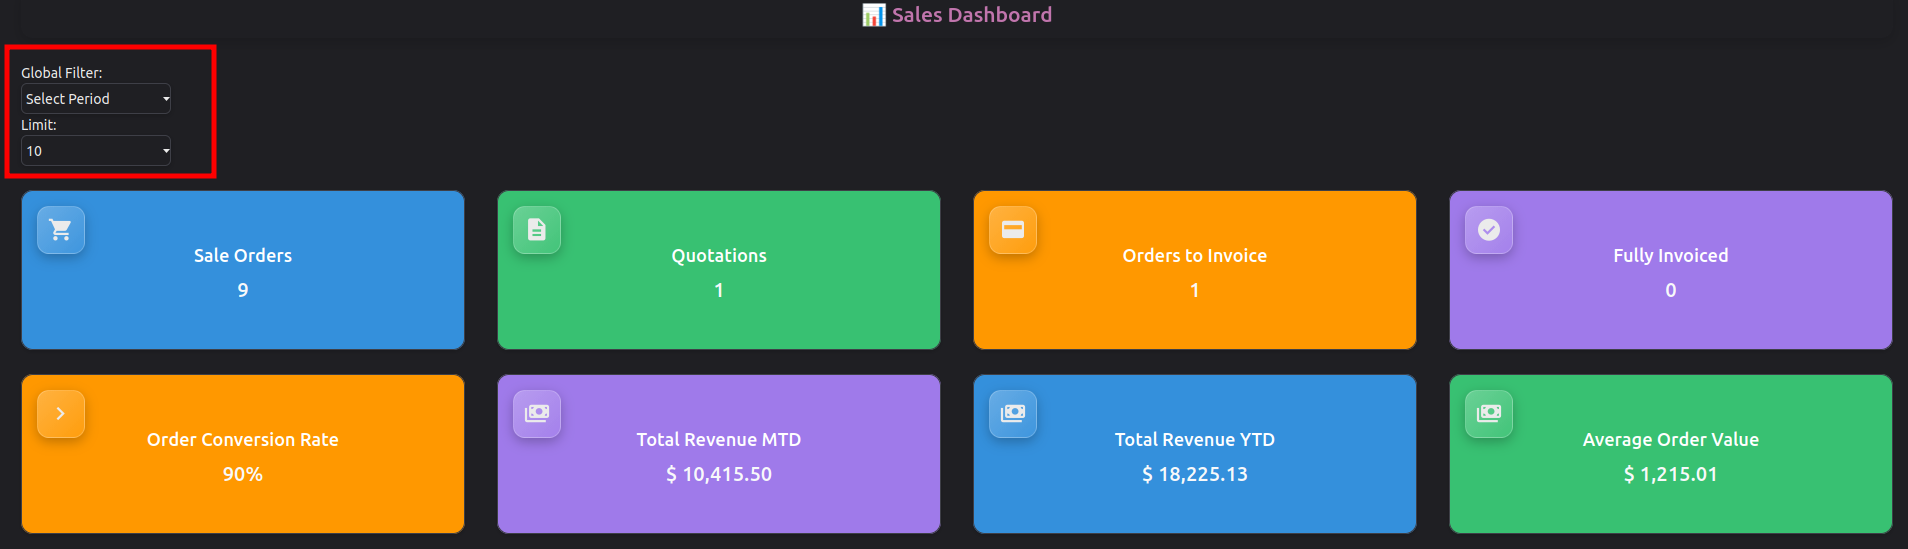 Sales Dashboard
Global Filter:
Select Period
Limit:
10
Sale Orders
9
Quotations
1
Orders to Invoice
1
Fully Invoiced
0
Order Conversion Rate
90%
Total Revenue MTD
$ 10,415.50
Total Revenue YTD
$ 18,225.13
Average Order Value
$ 1,215.01